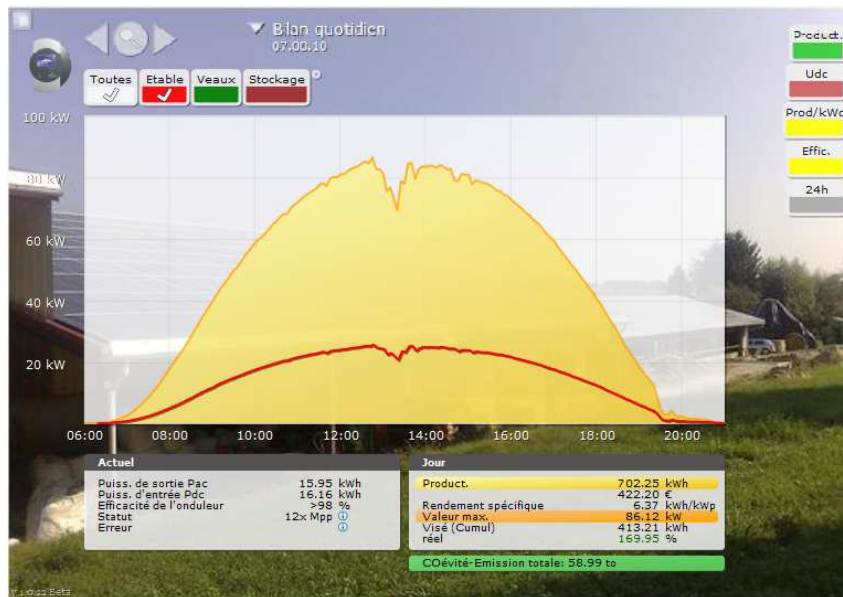 Bilan quotidien
07.00.10
Product.
Toutes Etable Veaux Stockage
Udc
Prod/kWc
Effic.
24h
100 kW
80 kW
60 kW
40 kW
20 kW
06:00 08:00 10:00 12:00 14:00 16:00 18:00 20:00
Actuel
Puiss. de sortie Pac 15.95 kWh
Puiss. d'entrée Pdc 16.16 kWh
Efficacité de l'onduleur >98 %
Statut 12x Mpp
Erreur
Jour
Product. 702.25 kWh
422.20 €
Rendement spécifique 6.37 kWh/kWp
Valeur max. 86.12 kW
Visé (Cumul) 413.21 kWh
réel 169.95 %
COévité-Emission totale: 58.99 to